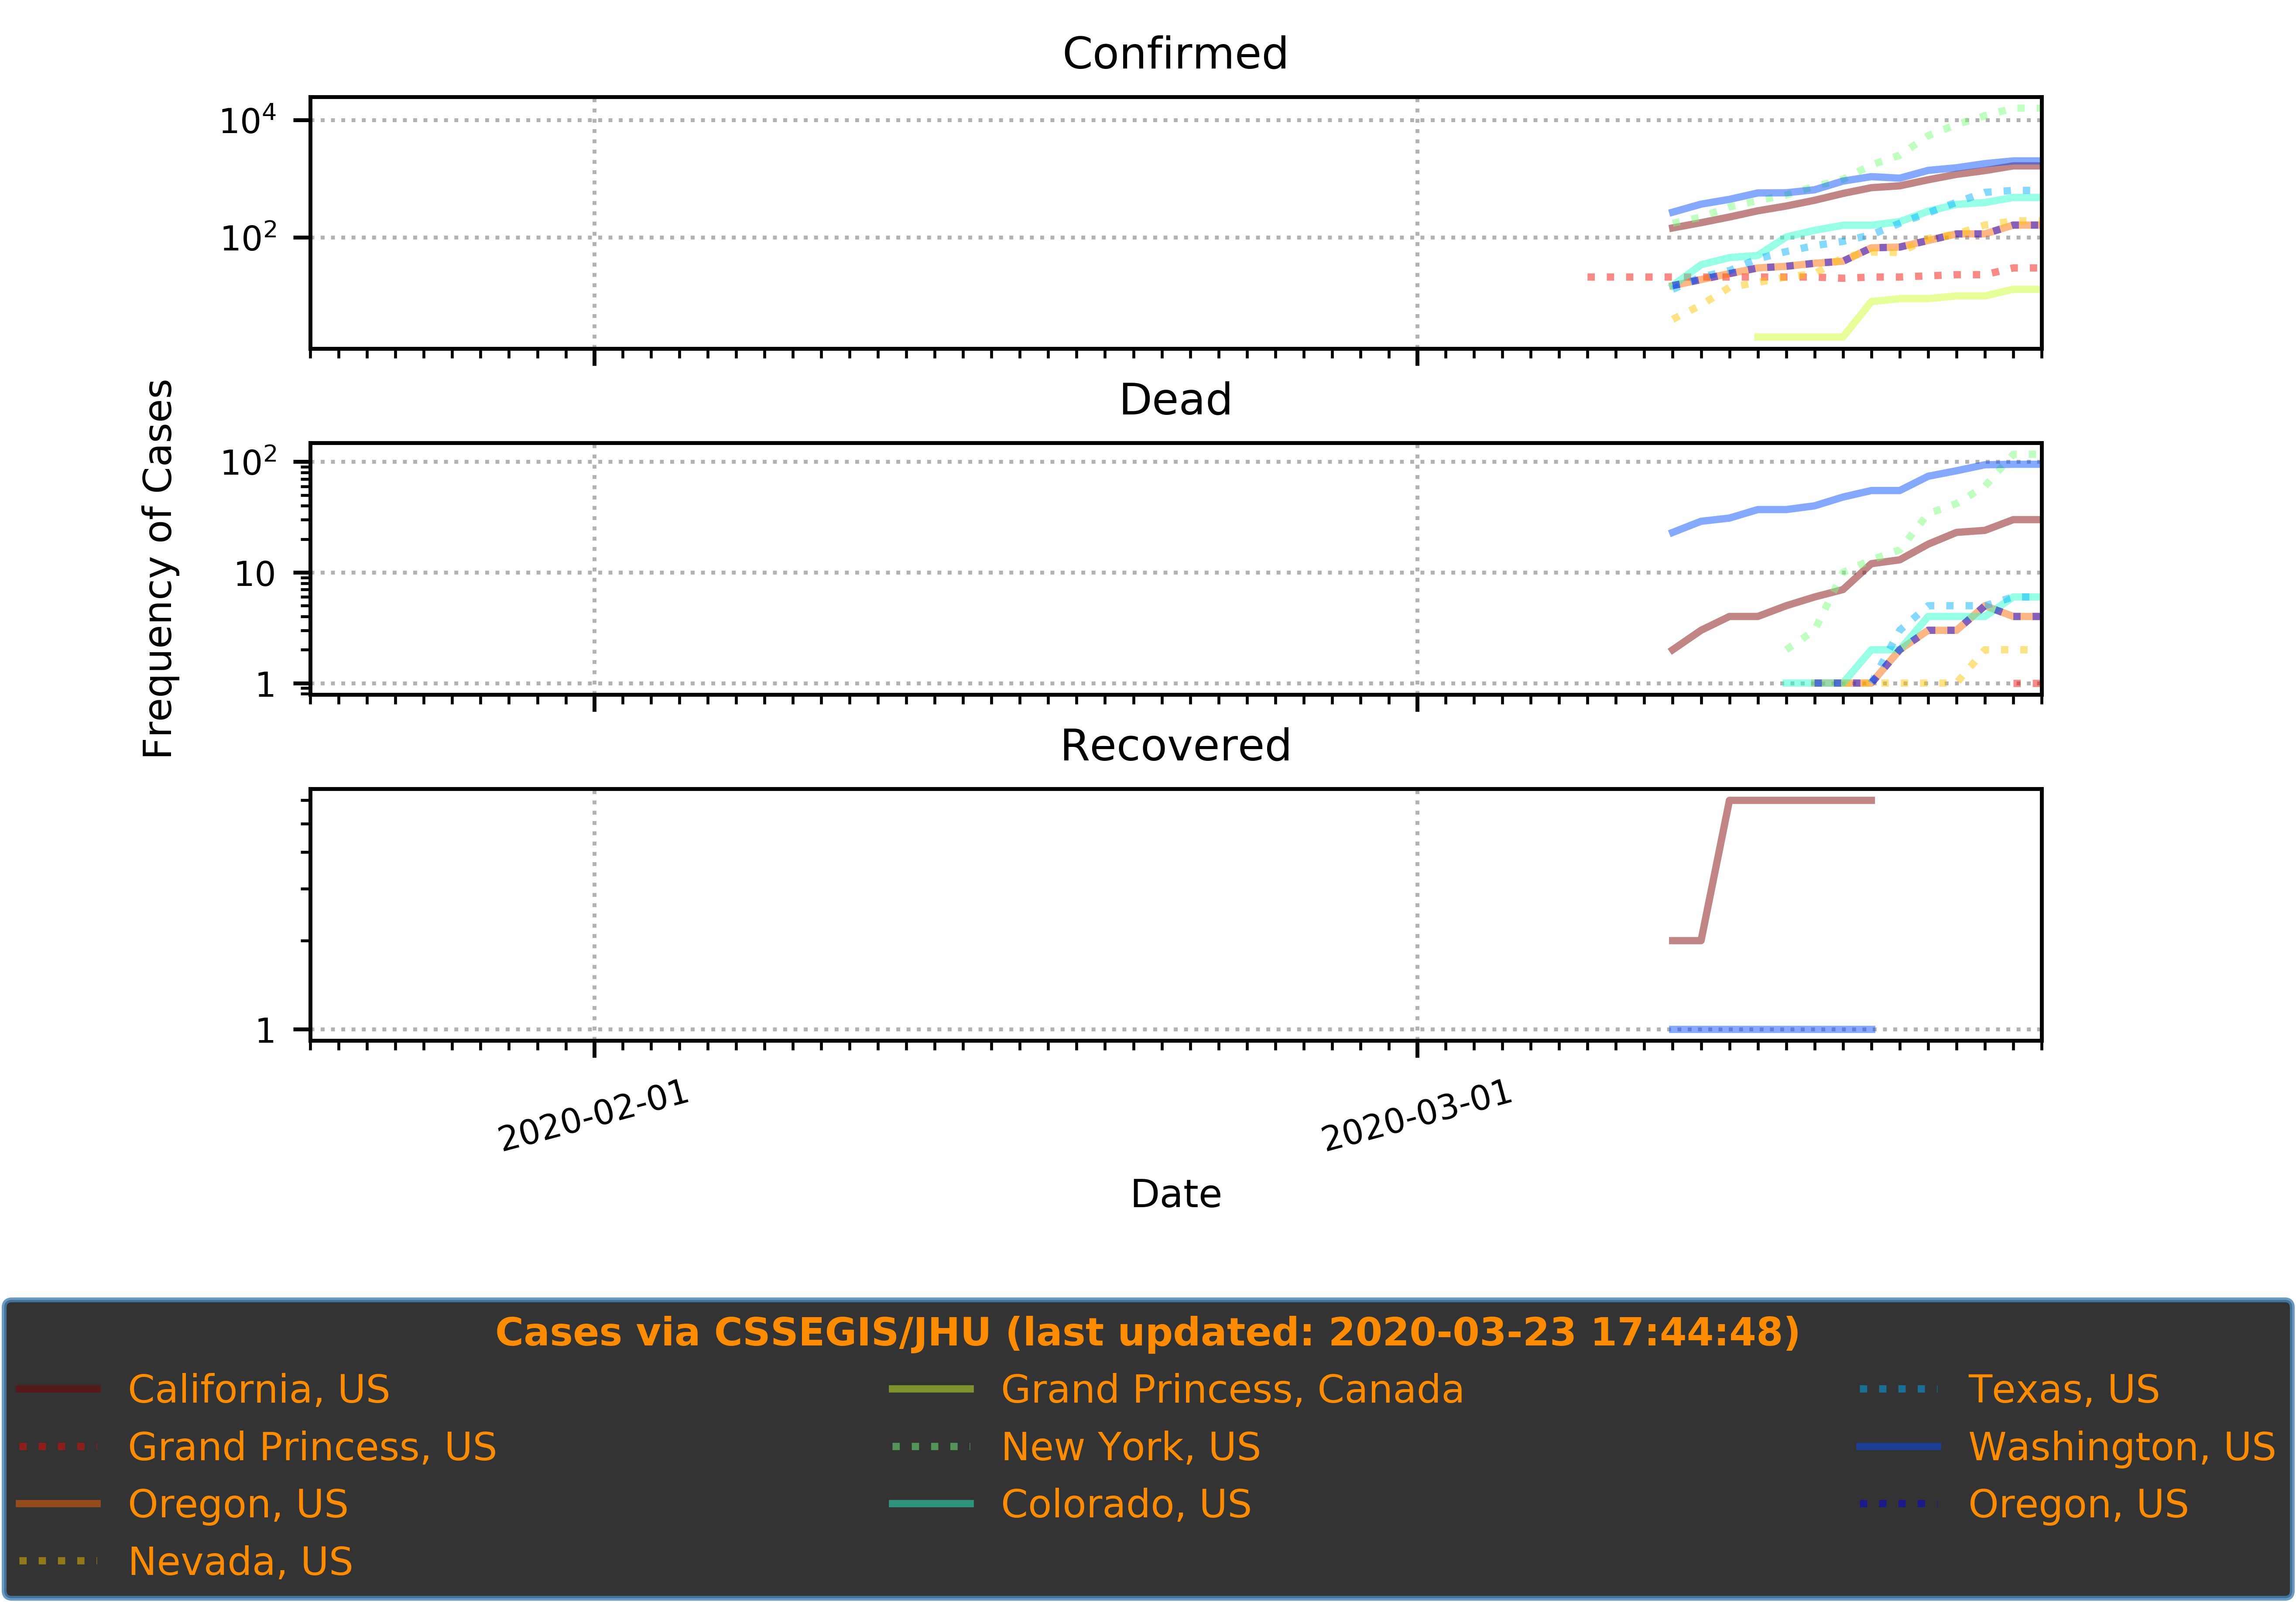 Confirmed
10⁴
10²
Dead
10²
10
1
Frequency of Cases
Recovered
1
2020-02-01
2020-03-01
Date
Cases via CSSEGIS/JHU (last updated: 2020-03-23 17:44:48)
California, US
Grand Princess, US
Oregon, US
Nevada, US
Grand Princess, Canada
New York, US
Colorado, US
Texas, US
Washington, US
Oregon, US